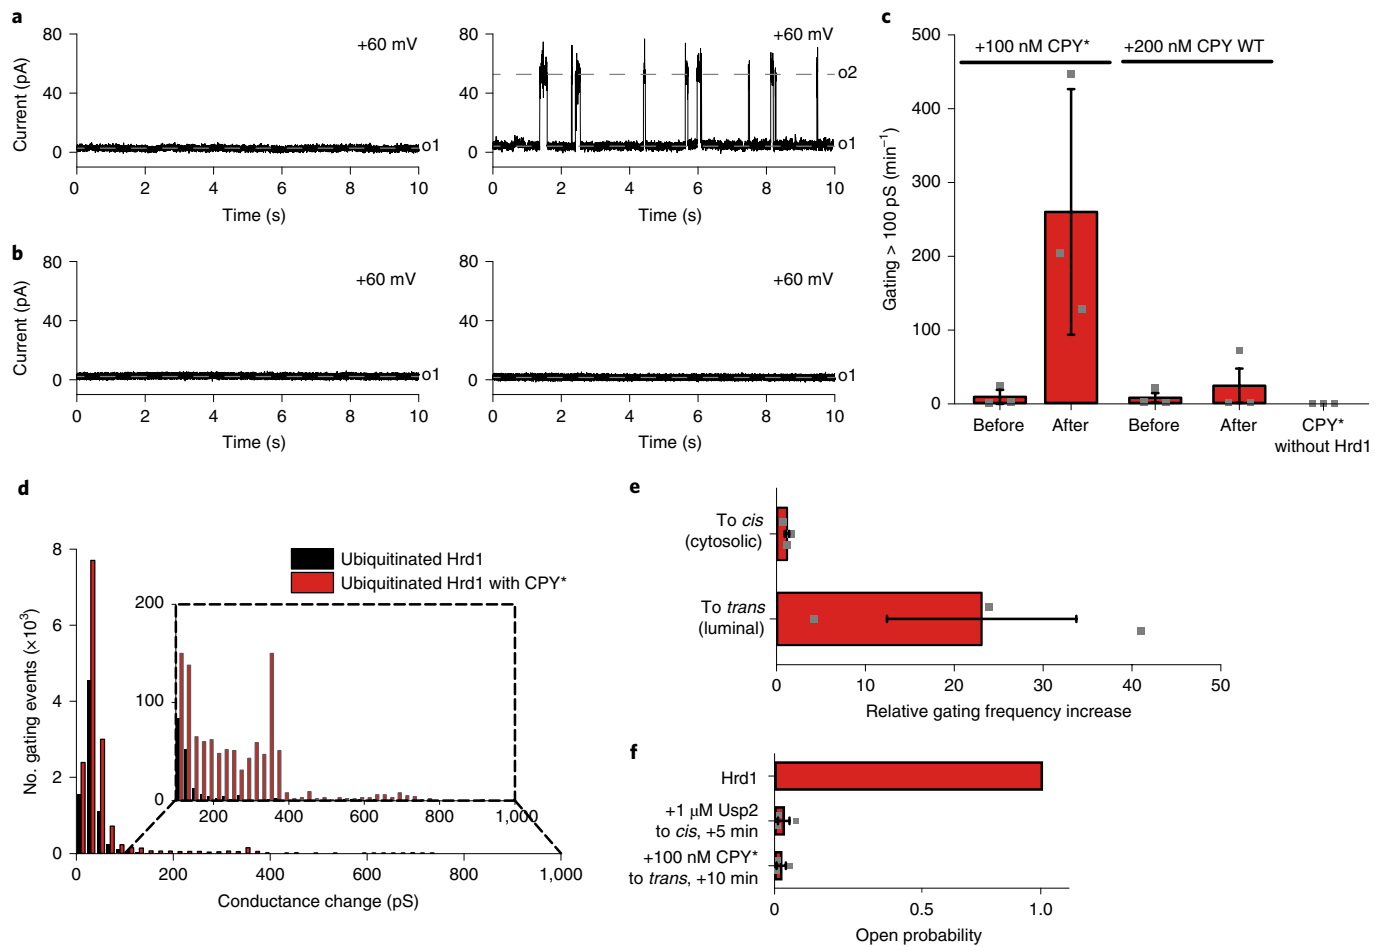 a
80
40
0
Current (pA)
+60 mV
o1
0 2 4 6 8 10
Time (s)
80
40
0
+60 mV
o2
o1
0 2 4 6 8 10
Time (s)
b
80
40
0
Current (pA)
+60 mV
o1
0 2 4 6 8 10
Time (s)
80
40
0
+60 mV
o1
0 2 4 6 8 10
Time (s)
c
500
400
300
200
100
0
Gating > 100 pS (min⁻¹)
+100 nM CPY* +200 nM CPY WT
Before After Before After CPY*
without Hrd1
d
8
6
4
2
0
No. gating events (×10³)
Ubiquitinated Hrd1
Ubiquitinated Hrd1 with CPY*
200
100
0
200 400 600 800 1,000
0 200 400 600 800 1,000
Conductance change (pS)
e
To cis
(cytosolic)
To trans
(luminal)
0 10 20 30 40 50
Relative gating frequency increase
f
Hrd1
+1 μM Usp2
to cis, +5 min
+100 nM CPY*
to trans, +10 min
0 0.5 1.0
Open probability